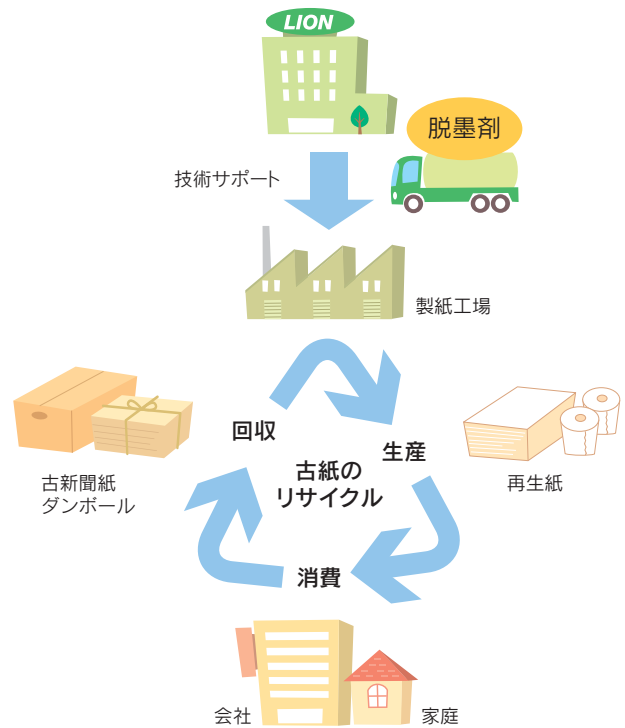 LION
脱墨剤
技術サポート
製紙工場
回収
生産
古紙の
リサイクル
古新聞紙
ダンボール
再生紙
消費
会社
家庭